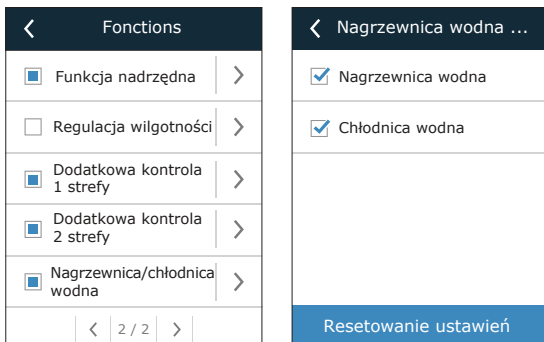 Fonctions
Funkcja nadrzędna
Regulacja wilgotności
Dodatkowa kontrola
1 strefy
Dodatkowa kontrola
2 strefy
Nagrzewnica/chłodnica
wodna
2 / 2
Nagrzewnica wodna ...
Nagrzewnica wodna
Chłodnica wodna
Resetowanie ustawień